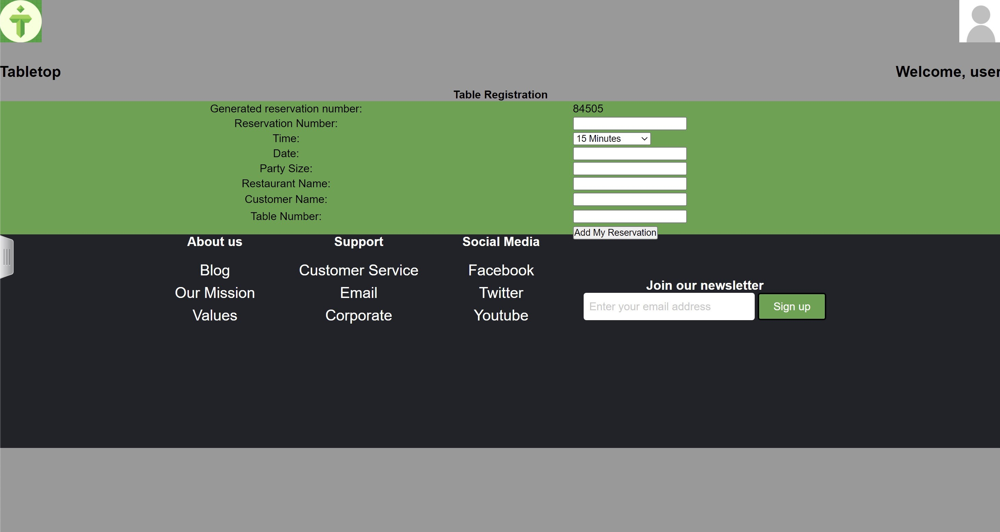 Tabletop
Welcome, user
Table Registration
Generated reservation number: 84505
Reservation Number:
Time: 15 Minutes
Date:
Party Size:
Restaurant Name:
Customer Name:
Table Number:
Add My Reservation
About us
Blog
Our Mission
Values
Support
Customer Service
Email
Corporate
Social Media
Facebook
Twitter
Youtube
Join our newsletter
Enter your email address
Sign up